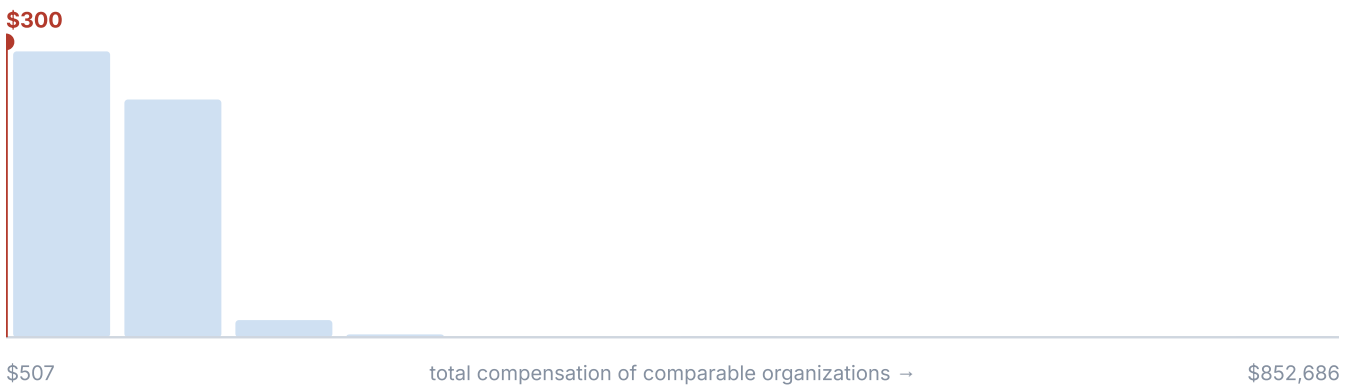 $300
$507 total compensation of comparable organizations → $852,686